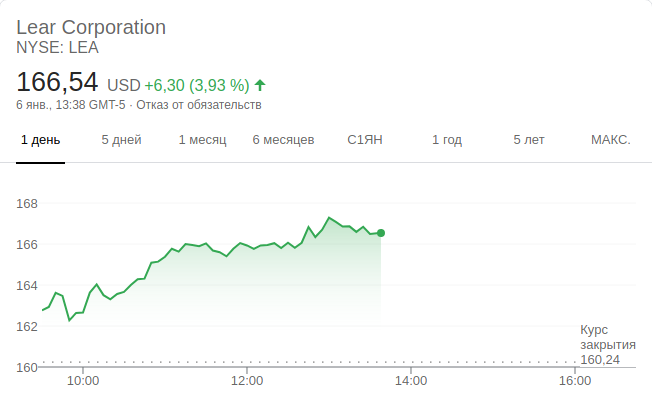 Lear Corporation
NYSE: LEA
166,54 USD +6,30 (3,93 %)
6 янв., 13:38 GMT-5 · Отказ от обязательств
1 день 5 дней 1 месяц 6 месяцев С1ЯН 1 год 5 лет МАКС.
168
166
164
162
Курс
закрытия
160,24
160
10:00 12:00 14:00 16:00